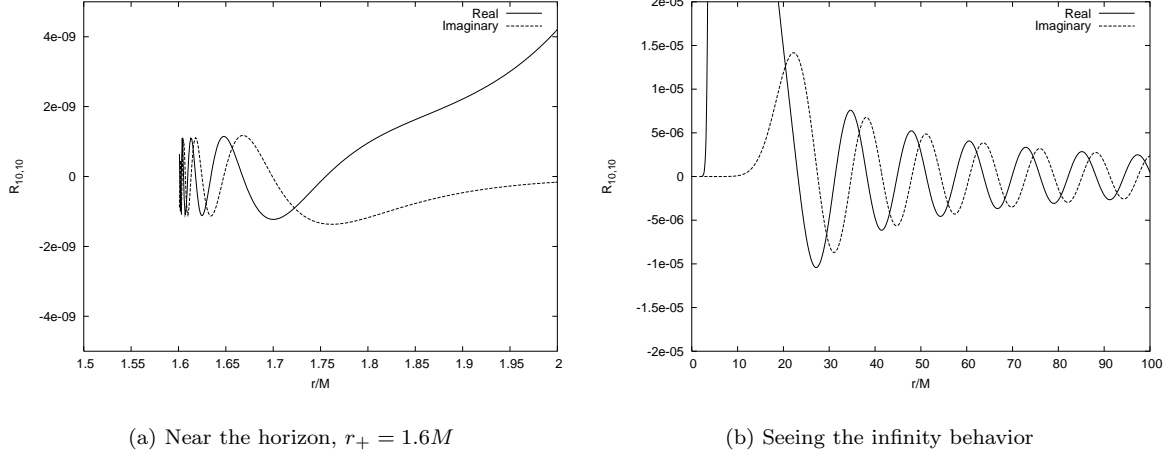 Real
Imaginary
4e-09
2e-09
0
-2e-09
-4e-09
R10,10
1.5 1.55 1.6 1.65 1.7 1.75 1.8 1.85 1.9 1.95 2
r/M
(a) Near the horizon, r+ = 1.6M
Real
Imaginary
2e-05
1.5e-05
1e-05
5e-06
0
-5e-06
-1e-05
-1.5e-05
-2e-05
R10,10
0 10 20 30 40 50 60 70 80 90 100
r/M
(b) Seeing the infinity behavior